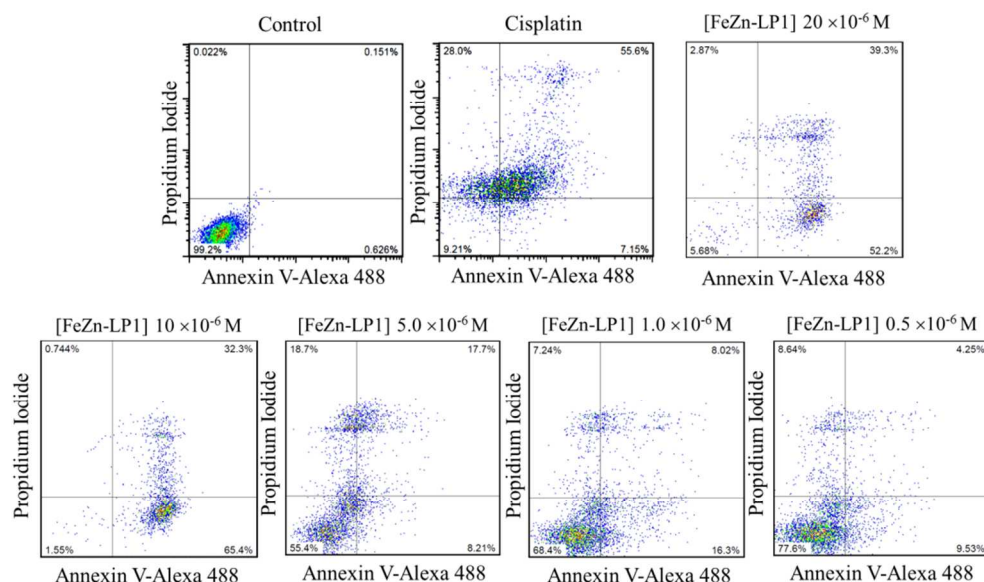 Control
0.022% 0.151%
Propidium Iodide
99.2% 0.626%
Annexin V-Alexa 488
Cisplatin
28.0% 55.6%
Propidium Iodide
9.21% 7.15%
Annexin V-Alexa 488
[FeZn-LP1] 20 ×10-6 M
2.87% 39.3%
Propidium Iodide
5.68% 52.2%
Annexin V-Alexa 488
[FeZn-LP1] 10 ×10-6 M
0.744% 32.3%
Propidium Iodide
1.55% 65.4%
Annexin V-Alexa 488
[FeZn-LP1] 5.0 ×10-6 M
18.7% 17.7%
Propidium Iodide
55.4% 8.21%
Annexin V-Alexa 488
[FeZn-LP1] 1.0 ×10-6 M
7.24% 8.02%
Propidium Iodide
68.4% 16.3%
Annexin V-Alexa 488
[FeZn-LP1] 0.5 ×10-6 M
8.64% 4.25%
Propidium Iodide
77.6% 9.53%
Annexin V-Alexa 488